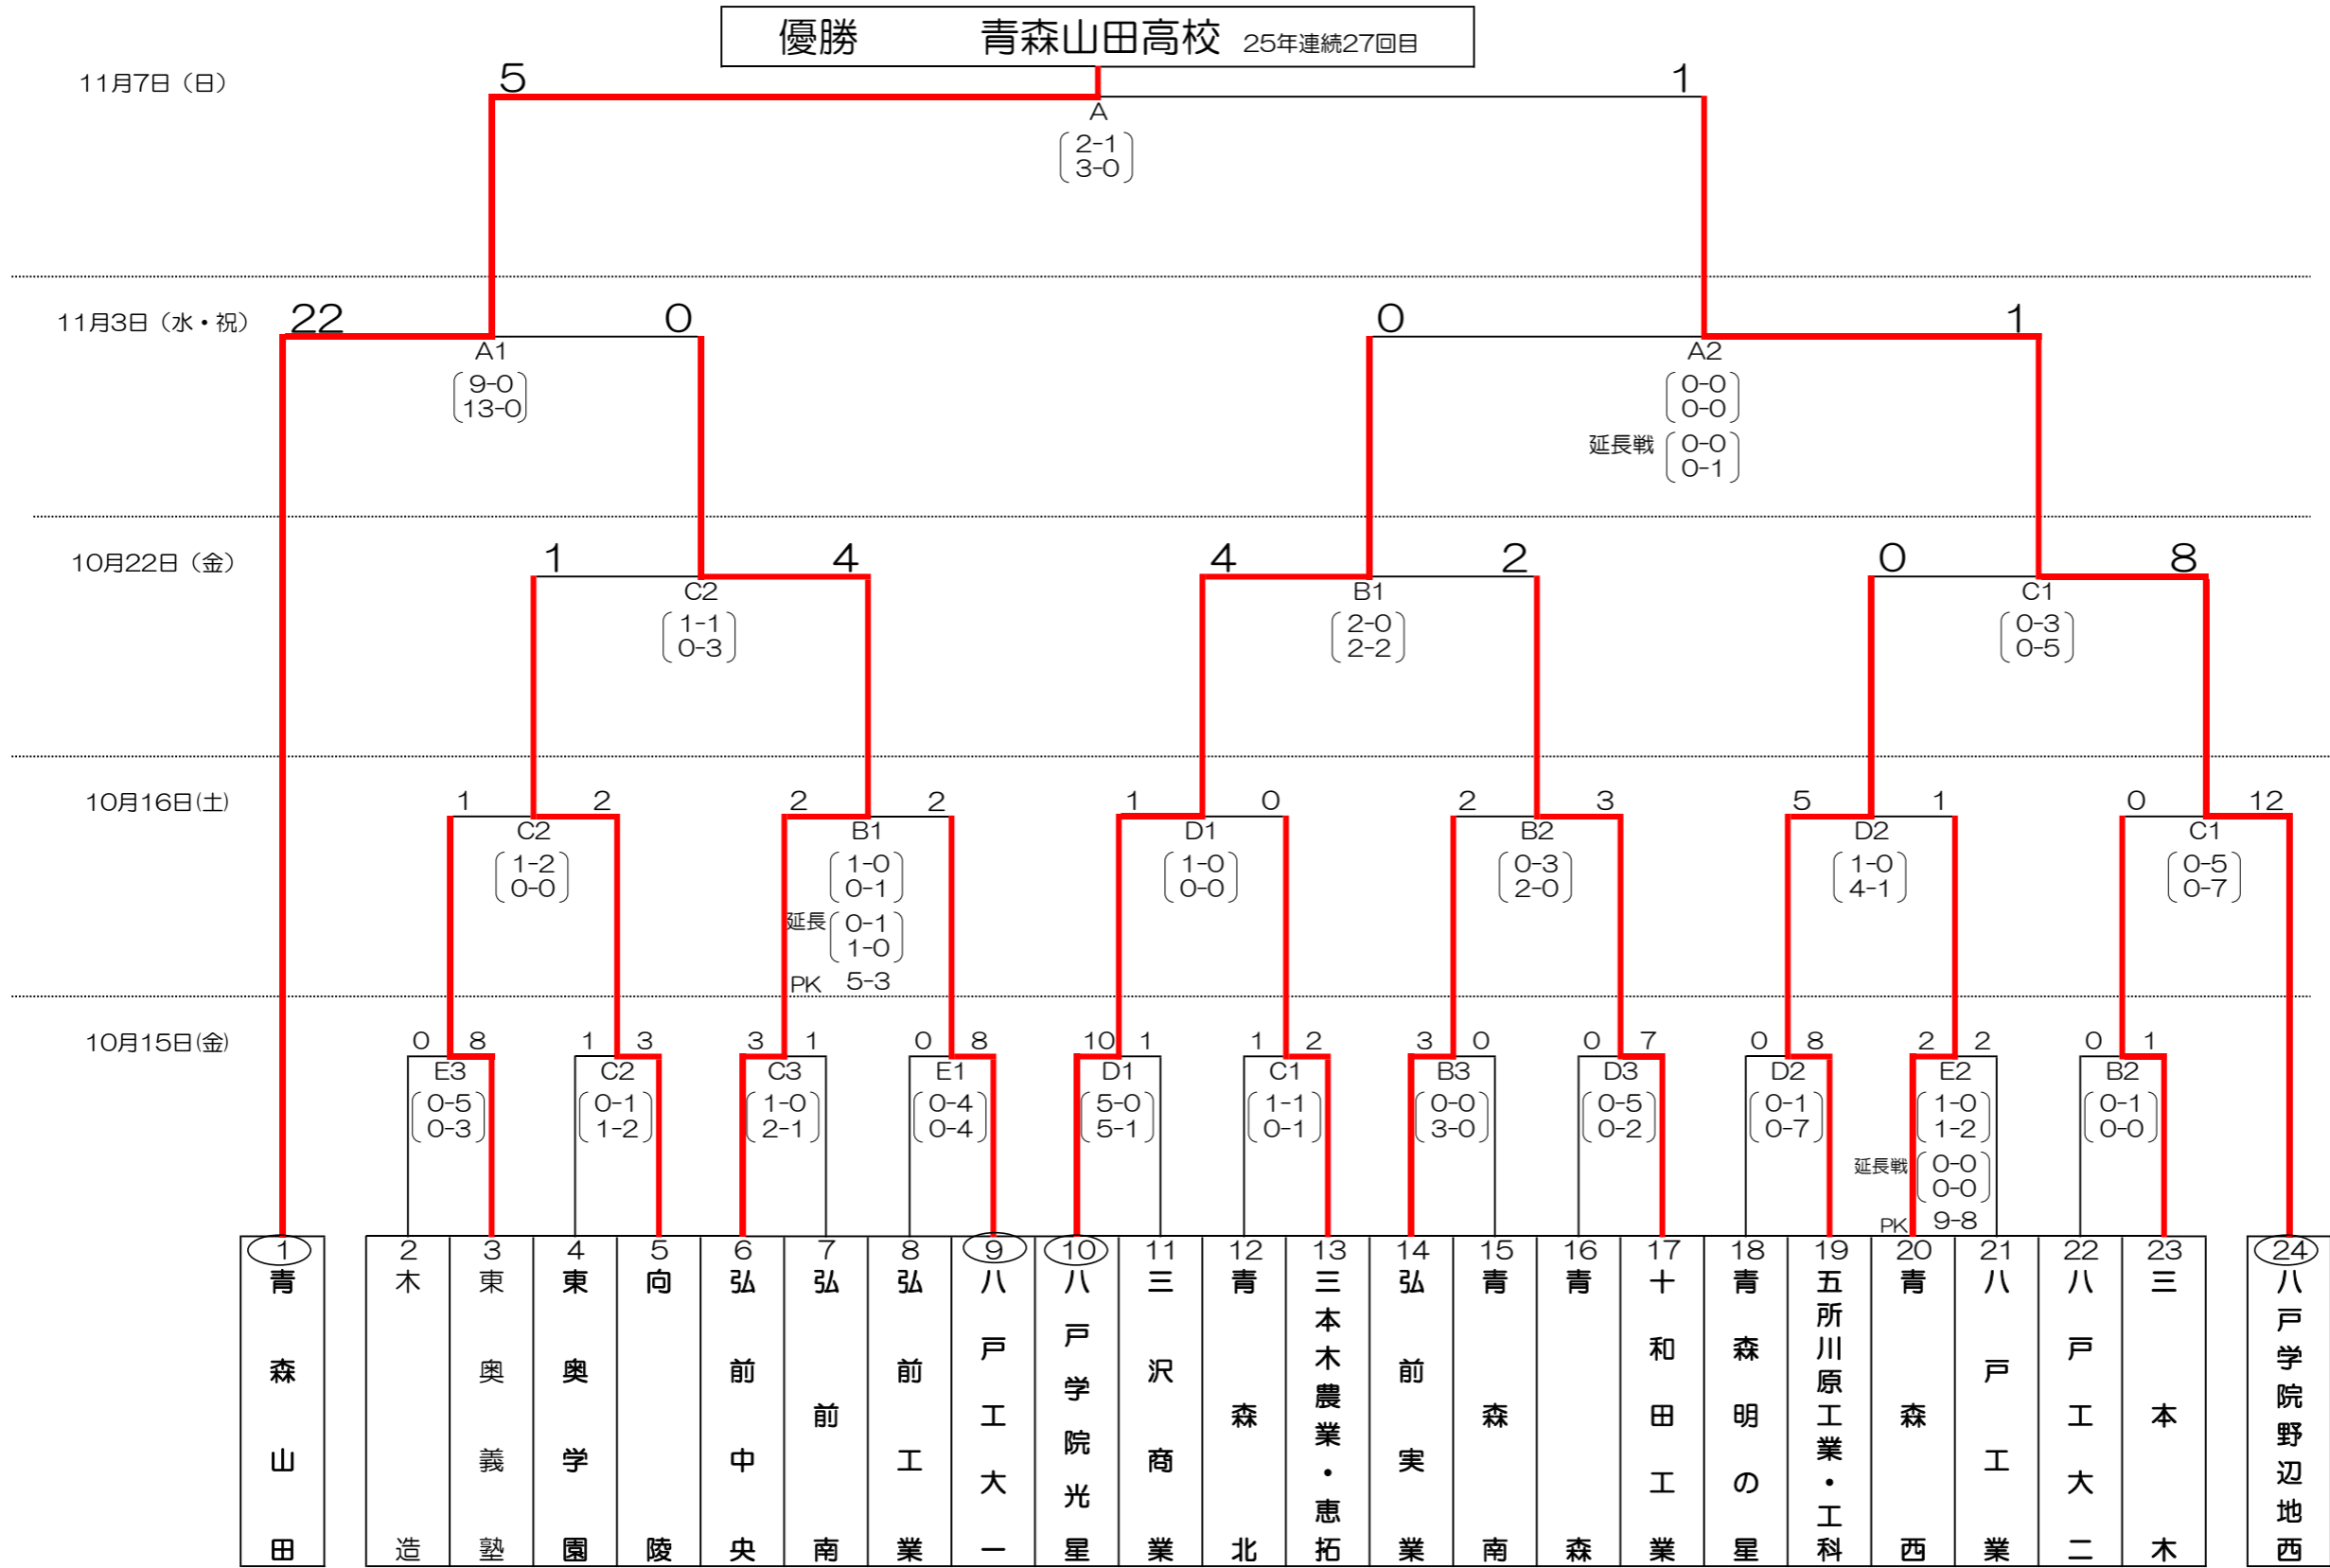 優勝 青森山田高校 25年連続27回目
11月7日（日） 5 1
A
2-1
3-0
11月3日（水・祝） 22 0 0 1
A1 A2
9-0 0-0
13-0 0-0
延長戦 0-0
0-1
10月22日（金） 1 4 4 2 0 8
C2 B1 C1
1-1 2-0 0-3
0-3 2-2 0-5
10月16日(土) 1 2 2 2 1 0 2 3 5 1 0 12
C2 B1 D1 B2 D2 C1
1-2 1-0 1-0 0-3 1-0 0-5
0-0 0-1 0-0 2-0 4-1 0-7
延長 0-1
1-0
PK 5-3
10月15日(金) 0 8 1 3 3 1 0 8 10 1 1 2 3 0 0 7 0 8 2 2 0 1
E3 C2 C3 E1 D1 C1 B3 D3 D2 E2 B2
0-5 0-1 1-0 0-4 5-0 1-1 0-0 0-5 0-1 1-0 0-1
0-3 1-2 2-1 0-4 5-1 0-1 3-0 0-2 0-7 1-2 0-0
延長戦 0-0
0-0
PK 9-8
1 青森山田
2 木造
3 東奥義塾
4 東奥学園
5 向陵
6 弘前中央
7 弘前南
8 弘前工業
9 八戸工大一
10 八戸学院光星
11 三沢商業
12 青森北
13 三本木農業・恵拓
14 弘前実業
15 青森南
16 青森
17 十和田工業
18 青森明の星
19 五所川原工業・工科
20 青森西
21 八戸工業
22 八戸工大二
23 三本木
24 八戸学院野辺地西